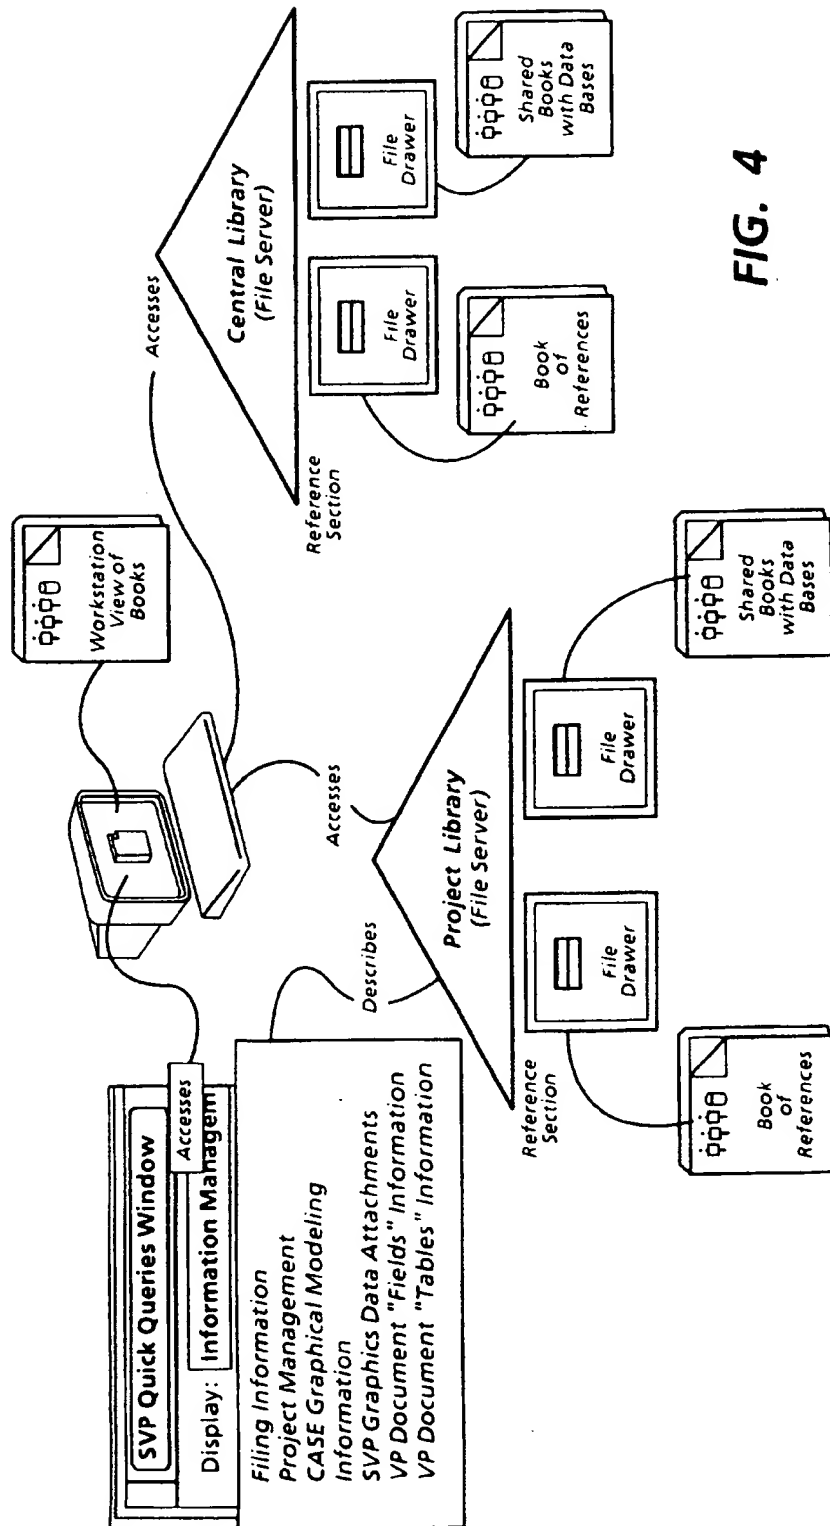 SVP Quick Queries Window
Display: Information Managem
Accesses
Filing Information
Project Management
CASE Graphical Modeling
Information
SVP Graphics Data Attachments
VP Document "Fields" Information
VP Document "Tables" Information
Describes
Workstation
View of
Books
Accesses
Accesses
Project Library
(File Server)
Reference
Section
File
Drawer
File
Drawer
Book
of
References
Shared
Books
with Data
Bases
Central Library
(File Server)
Reference
Section
File
Drawer
File
Drawer
Book
of
References
Shared
Books
with Data
Bases
FIG. 4